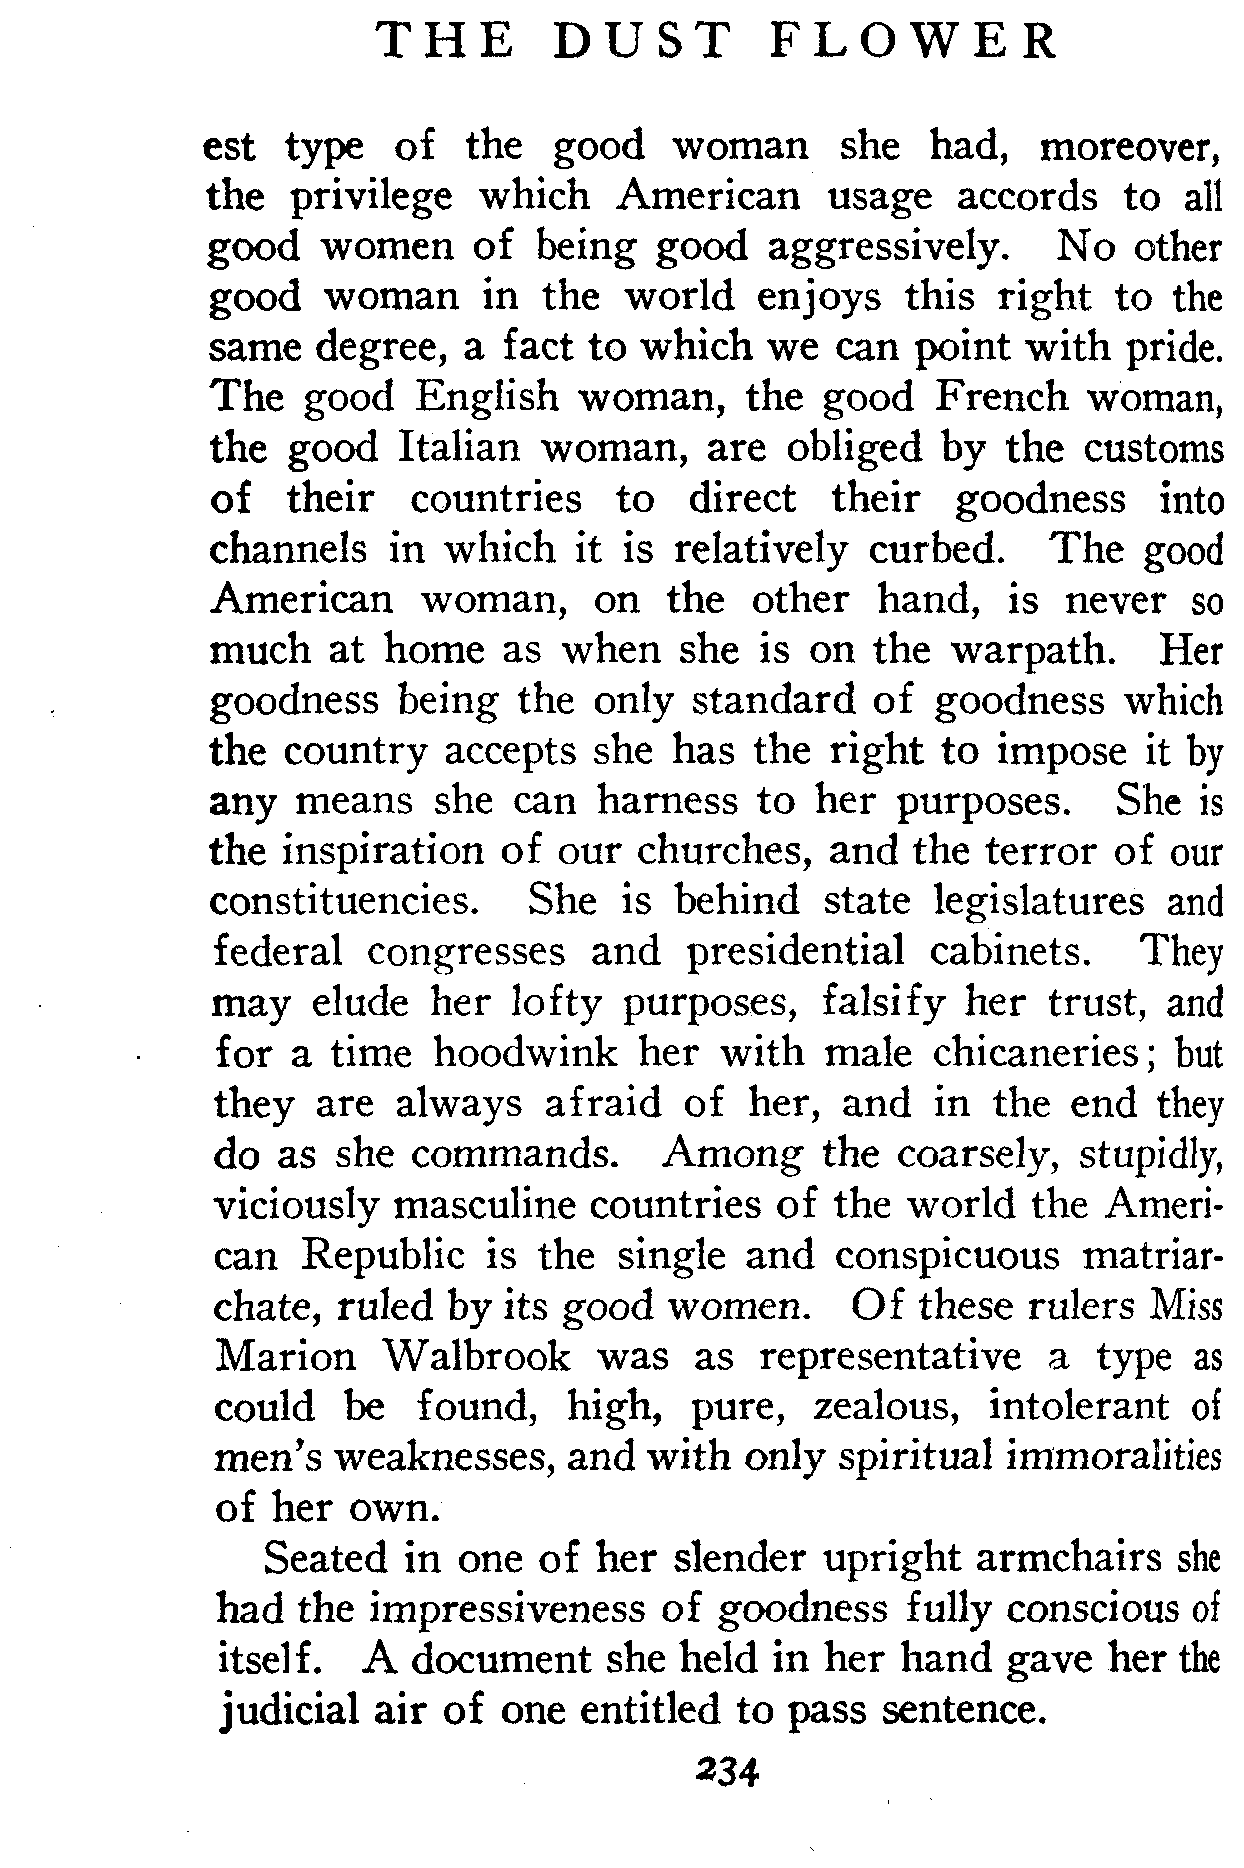 THE DUST FLOWER
est type of the good woman she had, moreover,
the privilege which American usage accords to all
good women of being good aggressively. No other
good woman in the world enjoys this right to the
same degree, a fact to which we can point with pride.
The good English woman, the good French woman,
the good Italian woman, are obliged by the customs
of their countries to direct their goodness into
channels in which it is relatively curbed. The good
American woman, on the other hand, is never so
much at home as when she is on the warpath. Her
goodness being the only standard of goodness which
the country accepts she has the right to impose it by
any means she can harness to her purposes. She is
the inspiration of our churches, and the terror of our
constituencies. She is behind state legislatures and
federal congresses and presidential cabinets. They
may elude her lofty purposes, falsify her trust, and
for a time hoodwink her with male chicaneries; but
they are always afraid of her, and in the end they
do as she commands. Among the coarsely, stupidly,
viciously masculine countries of the world the Ameri-
can Republic is the single and conspicuous matriar-
chate, ruled by its good women. Of these rulers Miss
Marion Walbrook was as representative a type as
could be found, high, pure, zealous, intolerant of
men's weaknesses, and with only spiritual immoralities
of her own.
Seated in one of her slender upright armchairs she
had the impressiveness of goodness fully conscious of
itself. A document she held in her hand gave her the
judicial air of one entitled to pass sentence.
234